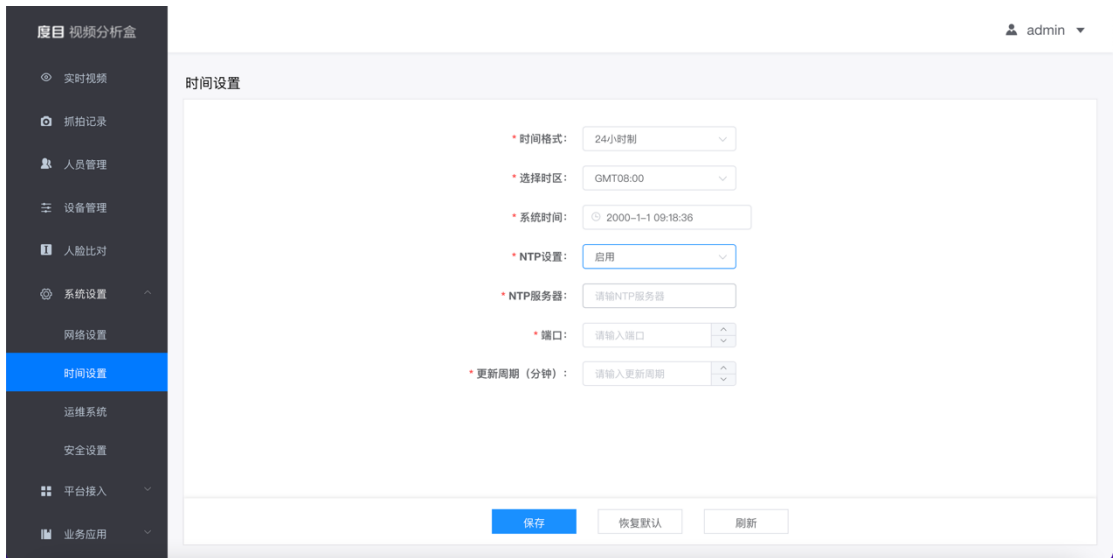 度目 视频分析盒
admin
实时视频
抓拍记录
人员管理
设备管理
人脸比对
系统设置
网络设置
时间设置
运维系统
安全设置
平台接入
业务应用
时间设置
* 时间格式： 24小时制
* 选择时区： GMT08:00
* 系统时间： 2000-1-1 09:18:36
* NTP设置： 启用
* NTP服务器： 请输NTP服务器
* 端口： 请输入端口
* 更新周期（分钟）： 请输入更新周期
保存 恢复默认 刷新